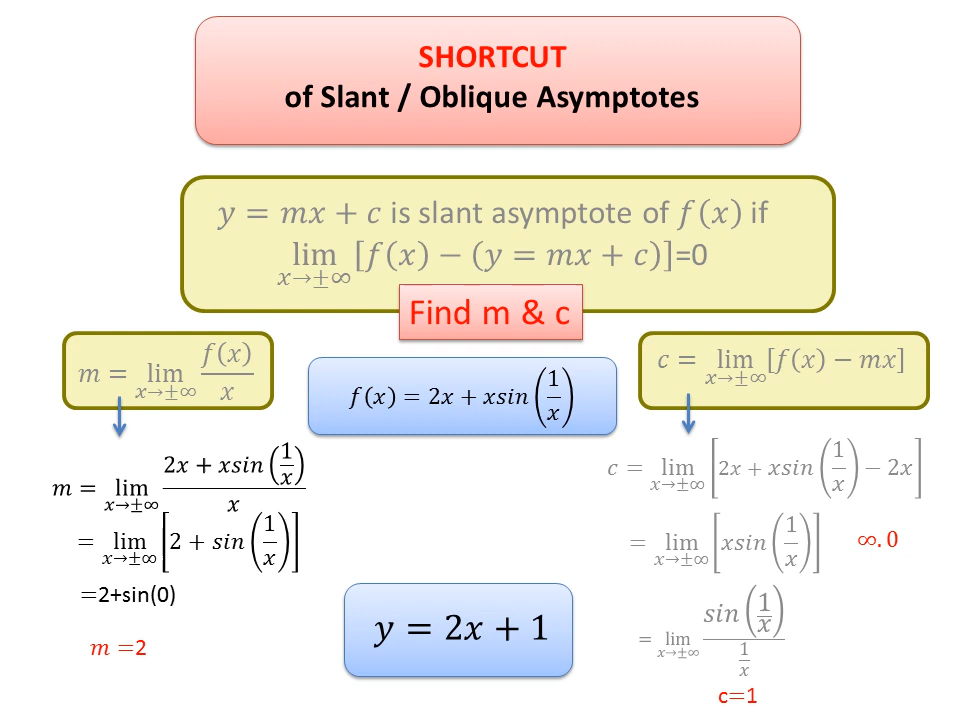 SHORTCUT
of Slant / Oblique Asymptotes
y = mx + c is slant asymptote of f(x) if
lim x→±∞ [f(x) − (y = mx + c)]=0
Find m & c
m = lim x→±∞ f(x)/x
f(x) = 2x + xsin(1/x)
c = lim x→±∞ [f(x) − mx]
m = lim x→±∞ (2x + xsin(1/x))/x
= lim x→±∞ [2 + sin(1/x)]
=2+sin(0)
m =2
c = lim x→±∞ [2x + xsin(1/x) − 2x]
= lim x→±∞ [xsin(1/x)] ∞.0
= lim x→±∞ sin(1/x)/(1/x)
c=1
y = 2x + 1